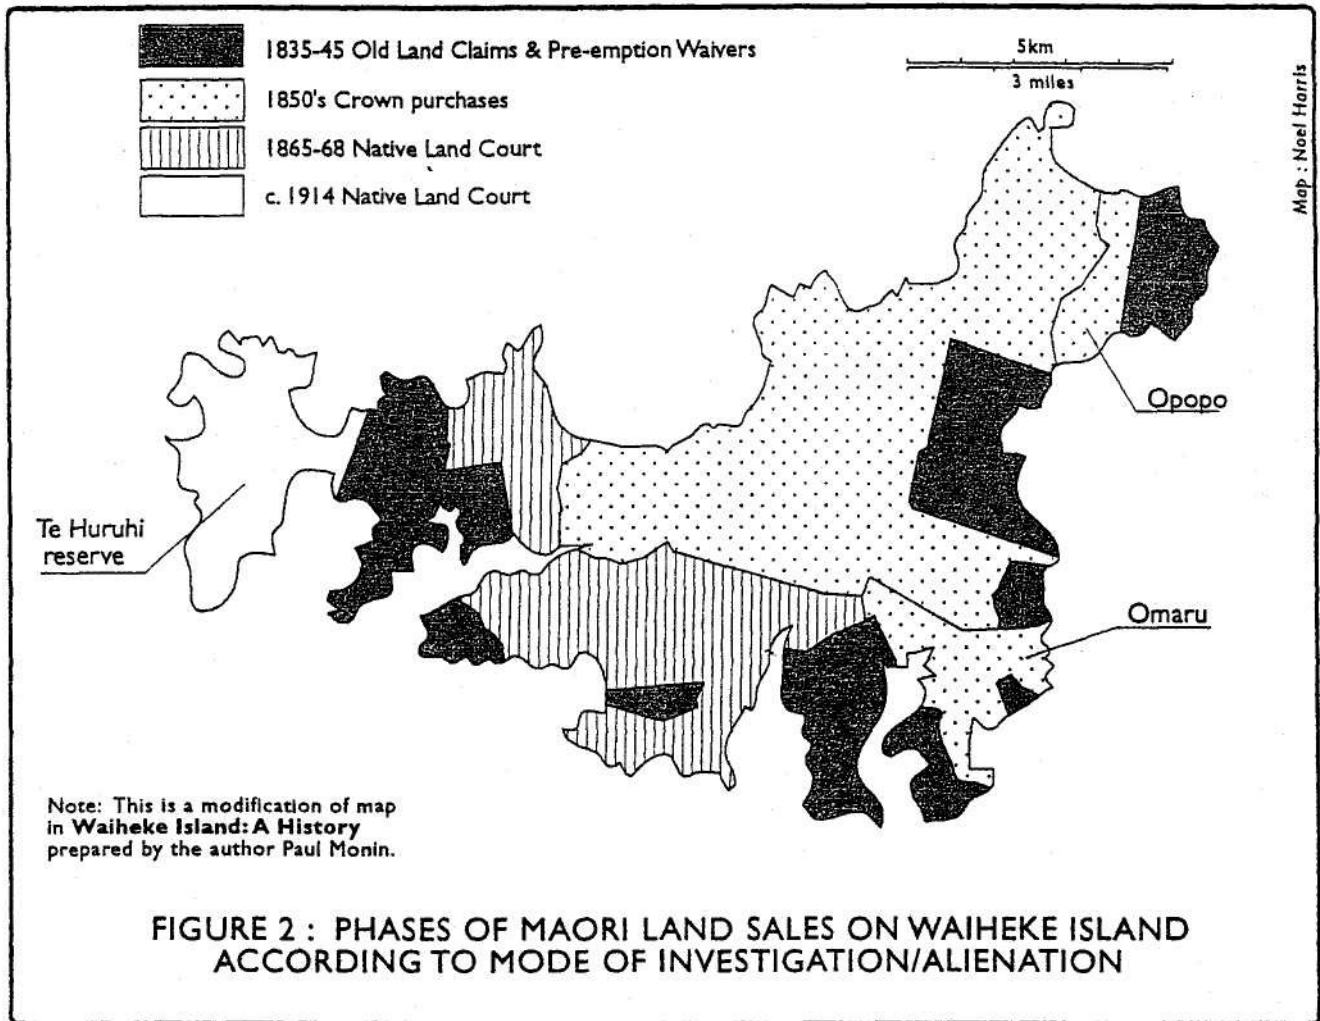 1835-45 Old Land Claims & Pre-emption Waivers
1850's Crown purchases
1865-68 Native Land Court
c. 1914 Native Land Court
5km
3 miles
Map : Noel Harris
Opopo
Te Huruhi
reserve
Omaru
Note: This is a modification of map
in Waiheke Island: A History
prepared by the author Paul Monin.
FIGURE 2 : PHASES OF MAORI LAND SALES ON WAIHEKE ISLAND
ACCORDING TO MODE OF INVESTIGATION/ALIENATION